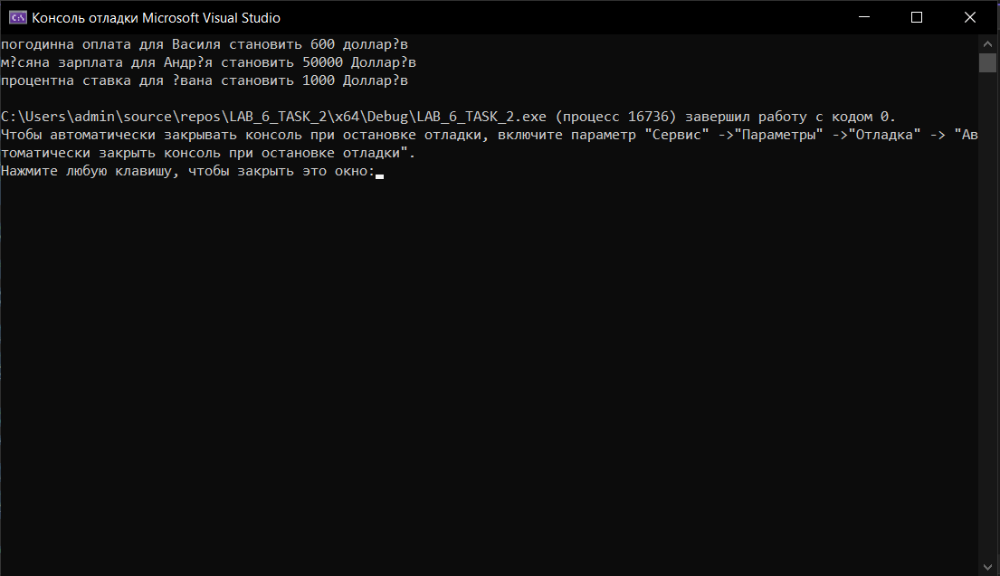 Консоль отладки Microsoft Visual Studio
погодинна оплата для Василя становить 600 доллар?в
м?сяна зарплата для Андр?я становить 50000 Доллар?в
процентна ставка для ?вана становить 1000 Доллар?в
C:\Users\admin\source\repos\LAB_6_TASK_2\x64\Debug\LAB_6_TASK_2.exe (процесс 16736) завершил работу с кодом 0.
Чтобы автоматически закрывать консоль при остановке отладки, включите параметр "Сервис" ->"Параметры" ->"Отладка" -> "Ав
томатически закрыть консоль при остановке отладки".
Нажмите любую клавишу, чтобы закрыть это окно: